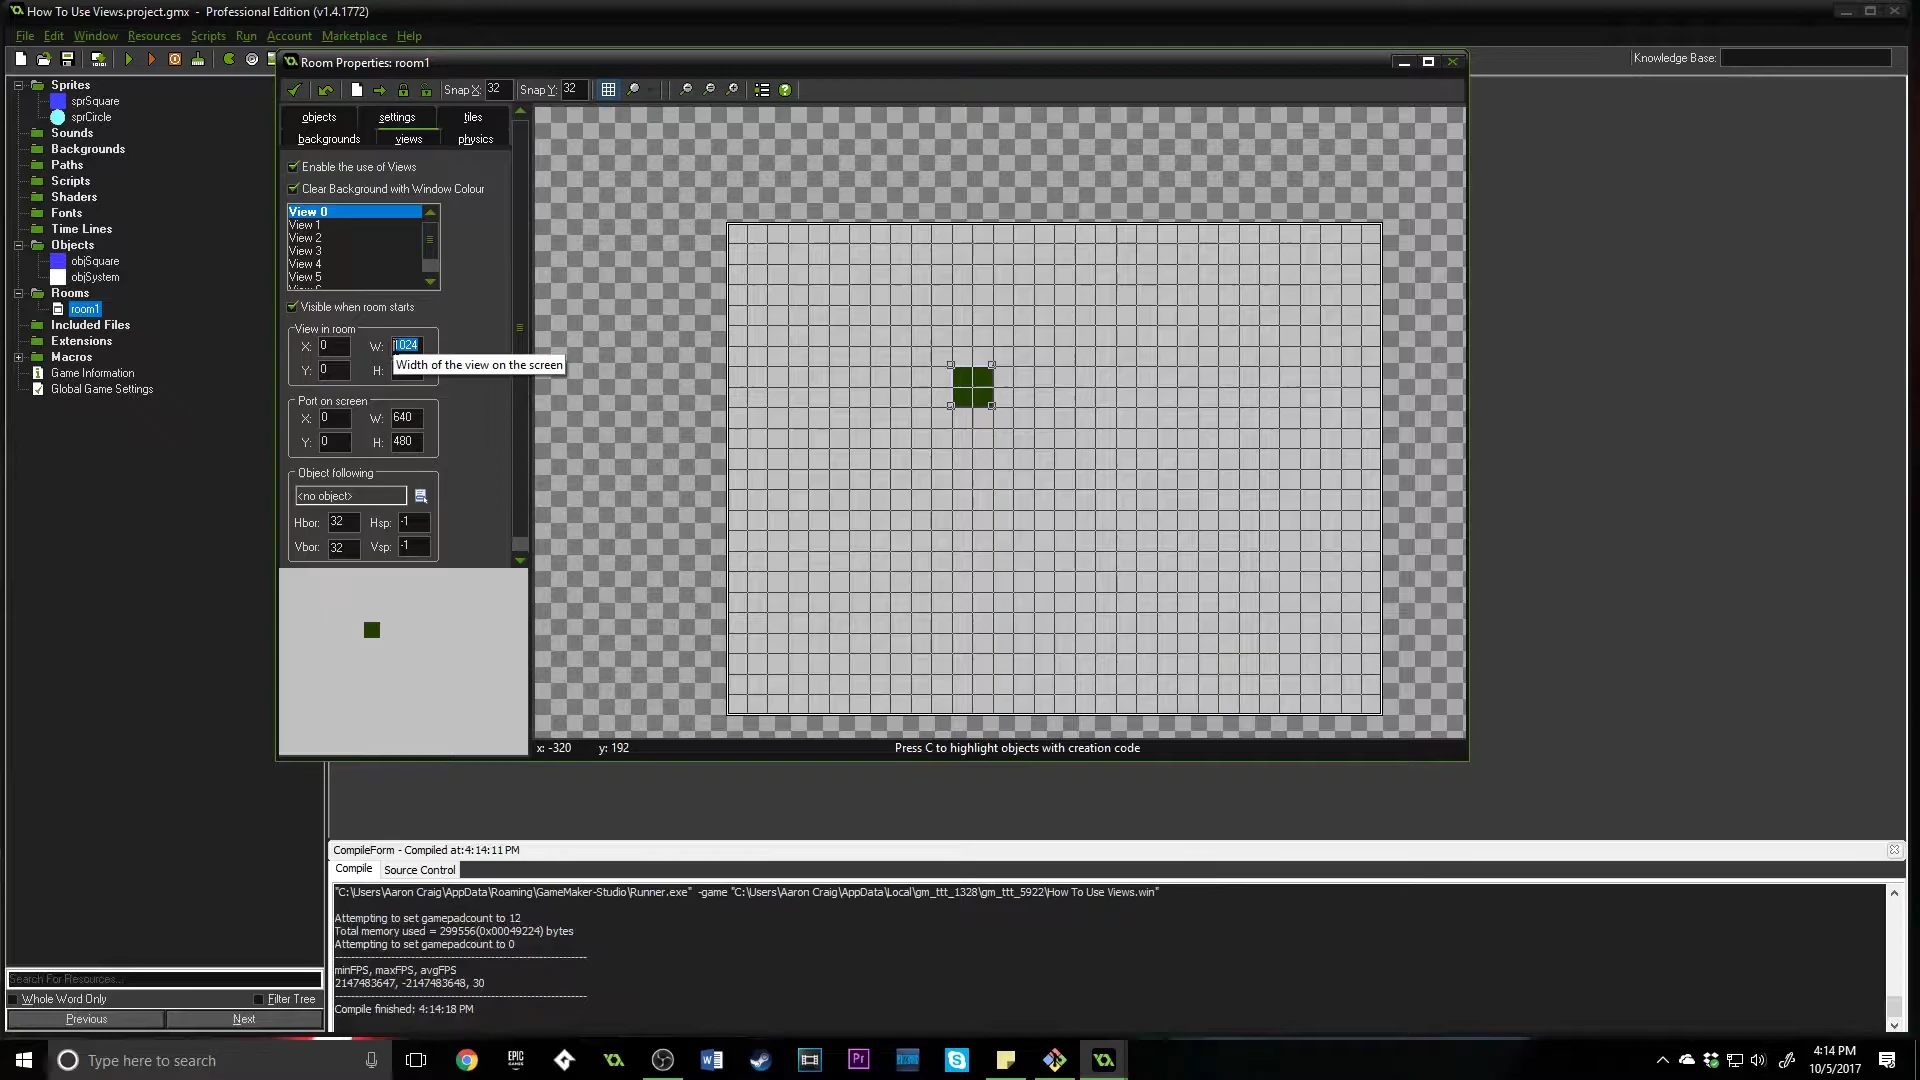 How To Use Views.project.gmx - Professional Edition (v1.4.1772)
File Edit Window Resources Scripts Run Account Marketplace Help
Knowledge Base:
Sprites
sprSquare
sprCircle
Sounds
Backgrounds
Paths
Scripts
Shaders
Fonts
Time Lines
Objects
objSquare
objSystem
Rooms
room1
Included Files
Extensions
Macros
Game Information
Global Game Settings
Search For Resources...
Whole Word Only Filter Tree
Previous Next
Room Properties: room1
Snap X: 32 Snap Y: 32
objects settings tiles
backgrounds views physics
Enable the use of Views
Clear Background with Window Colour
View 0
View 1
View 2
View 3
View 4
View 5
Visible when room starts
View in room
X: 0 W: 1024
Width of the view on the screen
Y: 0 H:
Port on screen
X: 0 W: 640
Y: 0 H: 480
Object following
<no object>
Hbor: 32 Hsp: -1
Vbor: 32 Vsp: -1
x: -320 y: 192 Press C to highlight objects with creation code
CompileForm - Compiled at:4:14:11 PM
Compile Source Control
"C:\Users\Aaron Craig\AppData\Roaming\GameMaker-Studio\Runner.exe" -game "C:\Users\Aaron Craig\AppData\Local\gm_ttt_1328\gm_ttt_5922\How To Use Views.win"
Attempting to set gamepadcount to 12
Total memory used = 299556(0x00049224) bytes
Attempting to set gamepadcount to 0
minFPS, maxFPS, avgFPS
2147483647, -2147483648, 30
Compile finished: 4:14:18 PM
Type here to search
EPIC GAMES
Pr
4:14 PM
10/5/2017